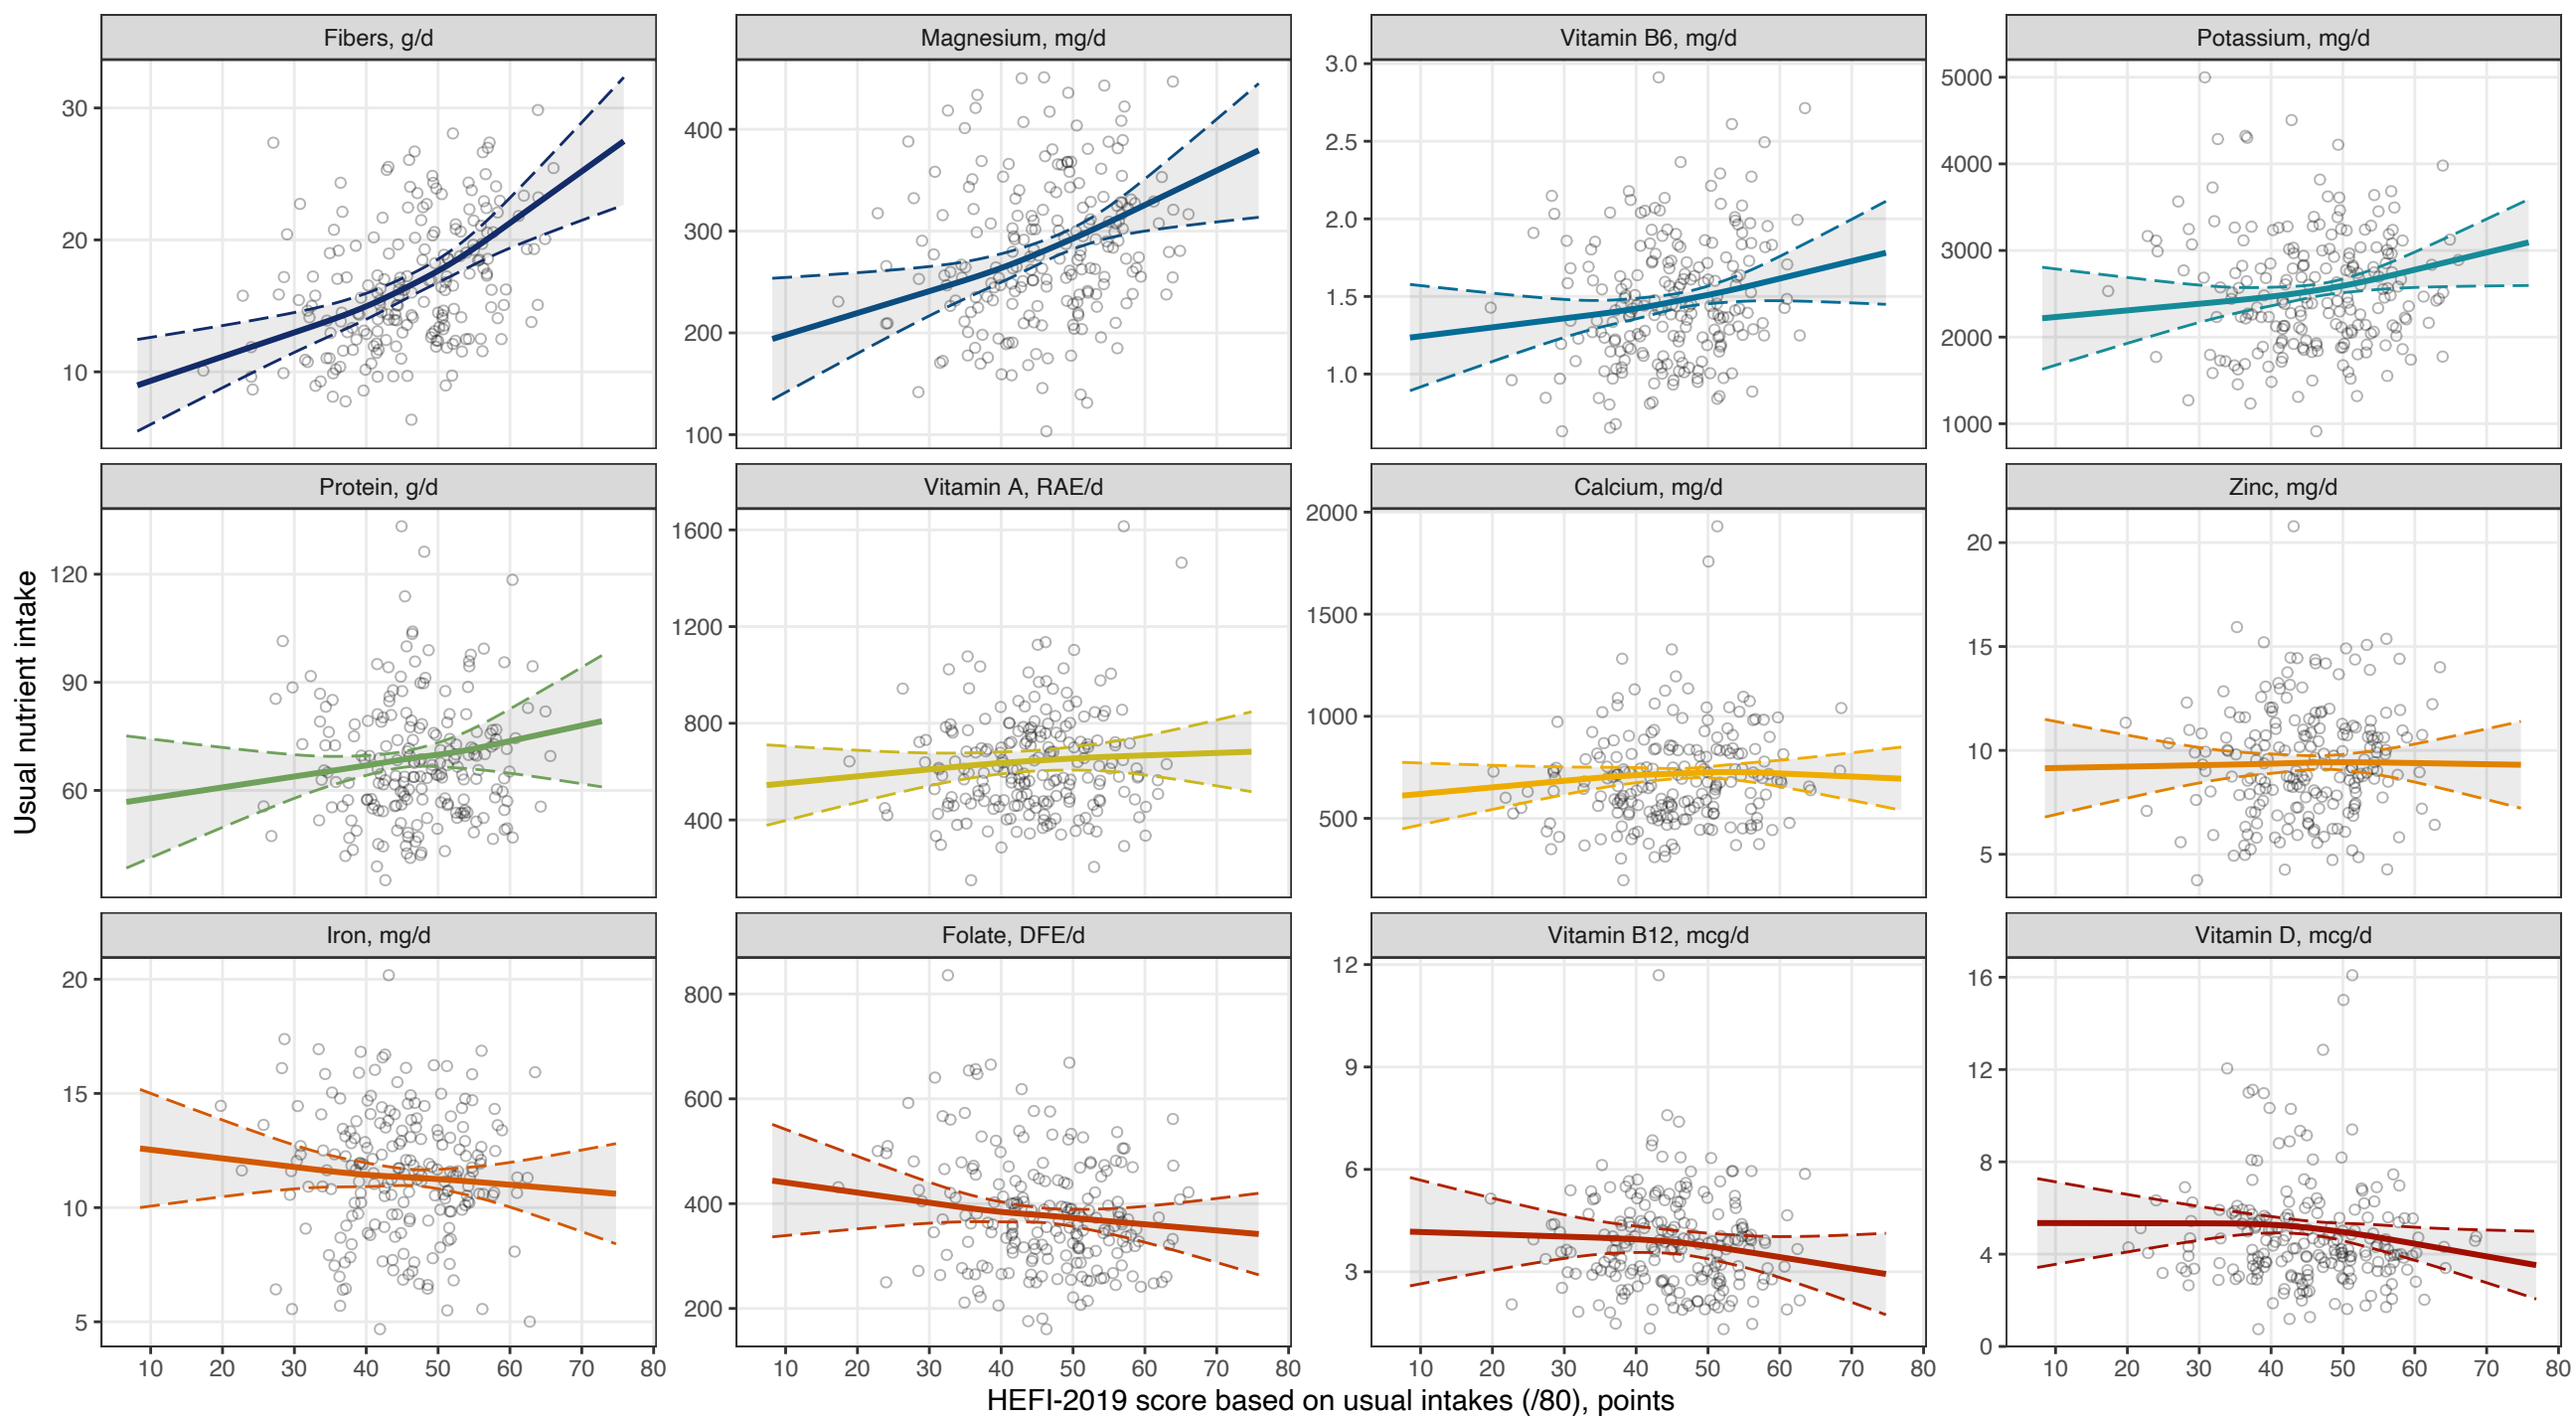 Fibers, g/d
Magnesium, mg/d
Vitamin B6, mg/d
Potassium, mg/d
30
20
10
400
300
200
100
3.0
2.5
2.0
1.5
1.0
5000
4000
3000
2000
1000
Usual nutrient intake
Protein, g/d
Vitamin A, RAE/d
Calcium, mg/d
Zinc, mg/d
120
90
60
1600
1200
800
400
2000
1500
1000
500
20
15
10
5
Iron, mg/d
Folate, DFE/d
Vitamin B12, mcg/d
Vitamin D, mcg/d
20
15
10
5
800
600
400
200
12
9
6
3
16
12
8
4
0
10 20 30 40 50 60 70 80
10 20 30 40 50 60 70 80
10 20 30 40 50 60 70 80
10 20 30 40 50 60 70 80
HEFI-2019 score based on usual intakes (/80), points